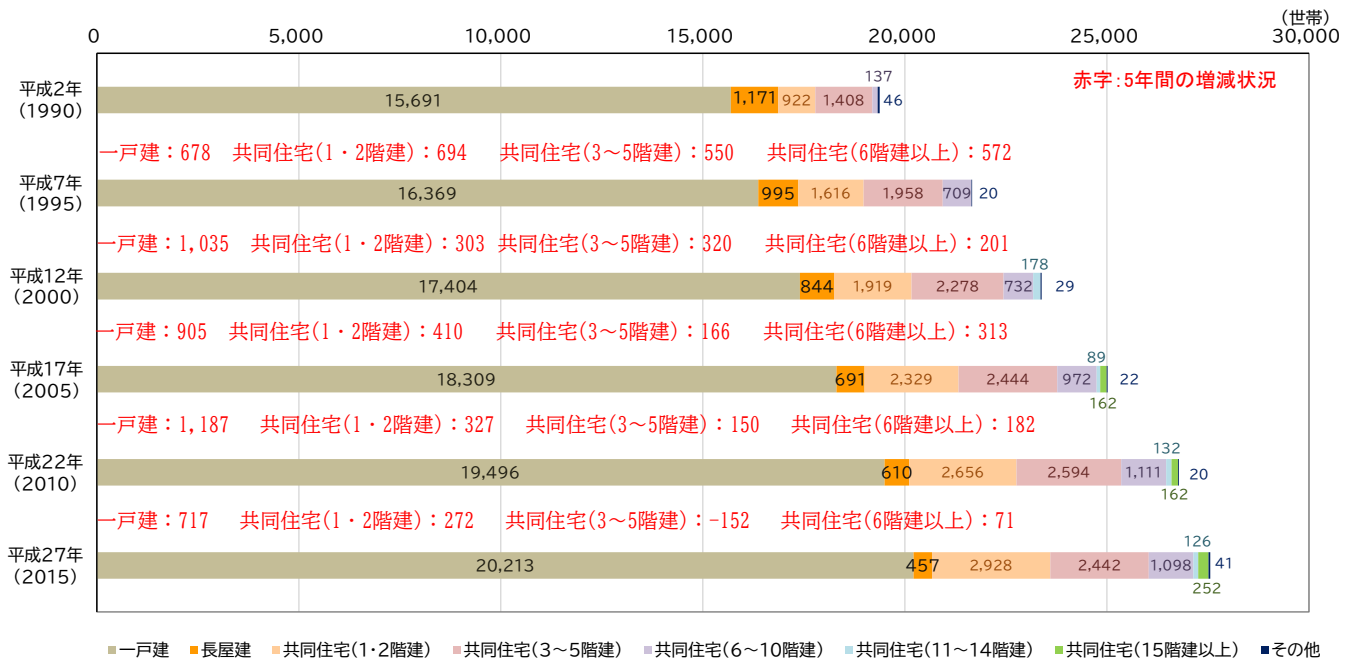 （世帯）
0 5,000 10,000 15,000 20,000 25,000 30,000
赤字：5年間の増減状況
137
平成2年
（1990）
15,691 1,171 922 1,408 46
一戸建：678 共同住宅(1・2階建)：694 共同住宅(3～5階建)：550 共同住宅(6階建以上)：572
平成7年
（1995）
16,369 995 1,616 1,958 709 20
一戸建：1,035 共同住宅(1・2階建)：303 共同住宅(3～5階建)：320 共同住宅(6階建以上)：201
178
平成12年
（2000）
17,404 844 1,919 2,278 732 29
一戸建：905 共同住宅(1・2階建)：410 共同住宅(3～5階建)：166 共同住宅(6階建以上)：313
89
平成17年
（2005）
18,309 691 2,329 2,444 972 22
162
一戸建：1,187 共同住宅(1・2階建)：327 共同住宅(3～5階建)：150 共同住宅(6階建以上)：182
132
平成22年
（2010）
19,496 610 2,656 2,594 1,111 20
162
一戸建：717 共同住宅(1・2階建)：272 共同住宅(3～5階建)：-152 共同住宅(6階建以上)：71
126
平成27年
（2015）
20,213 457 2,928 2,442 1,098 41
252
一戸建 長屋建 共同住宅(1・2階建) 共同住宅(3～5階建) 共同住宅(6～10階建) 共同住宅(11～14階建) 共同住宅(15階建以上) その他